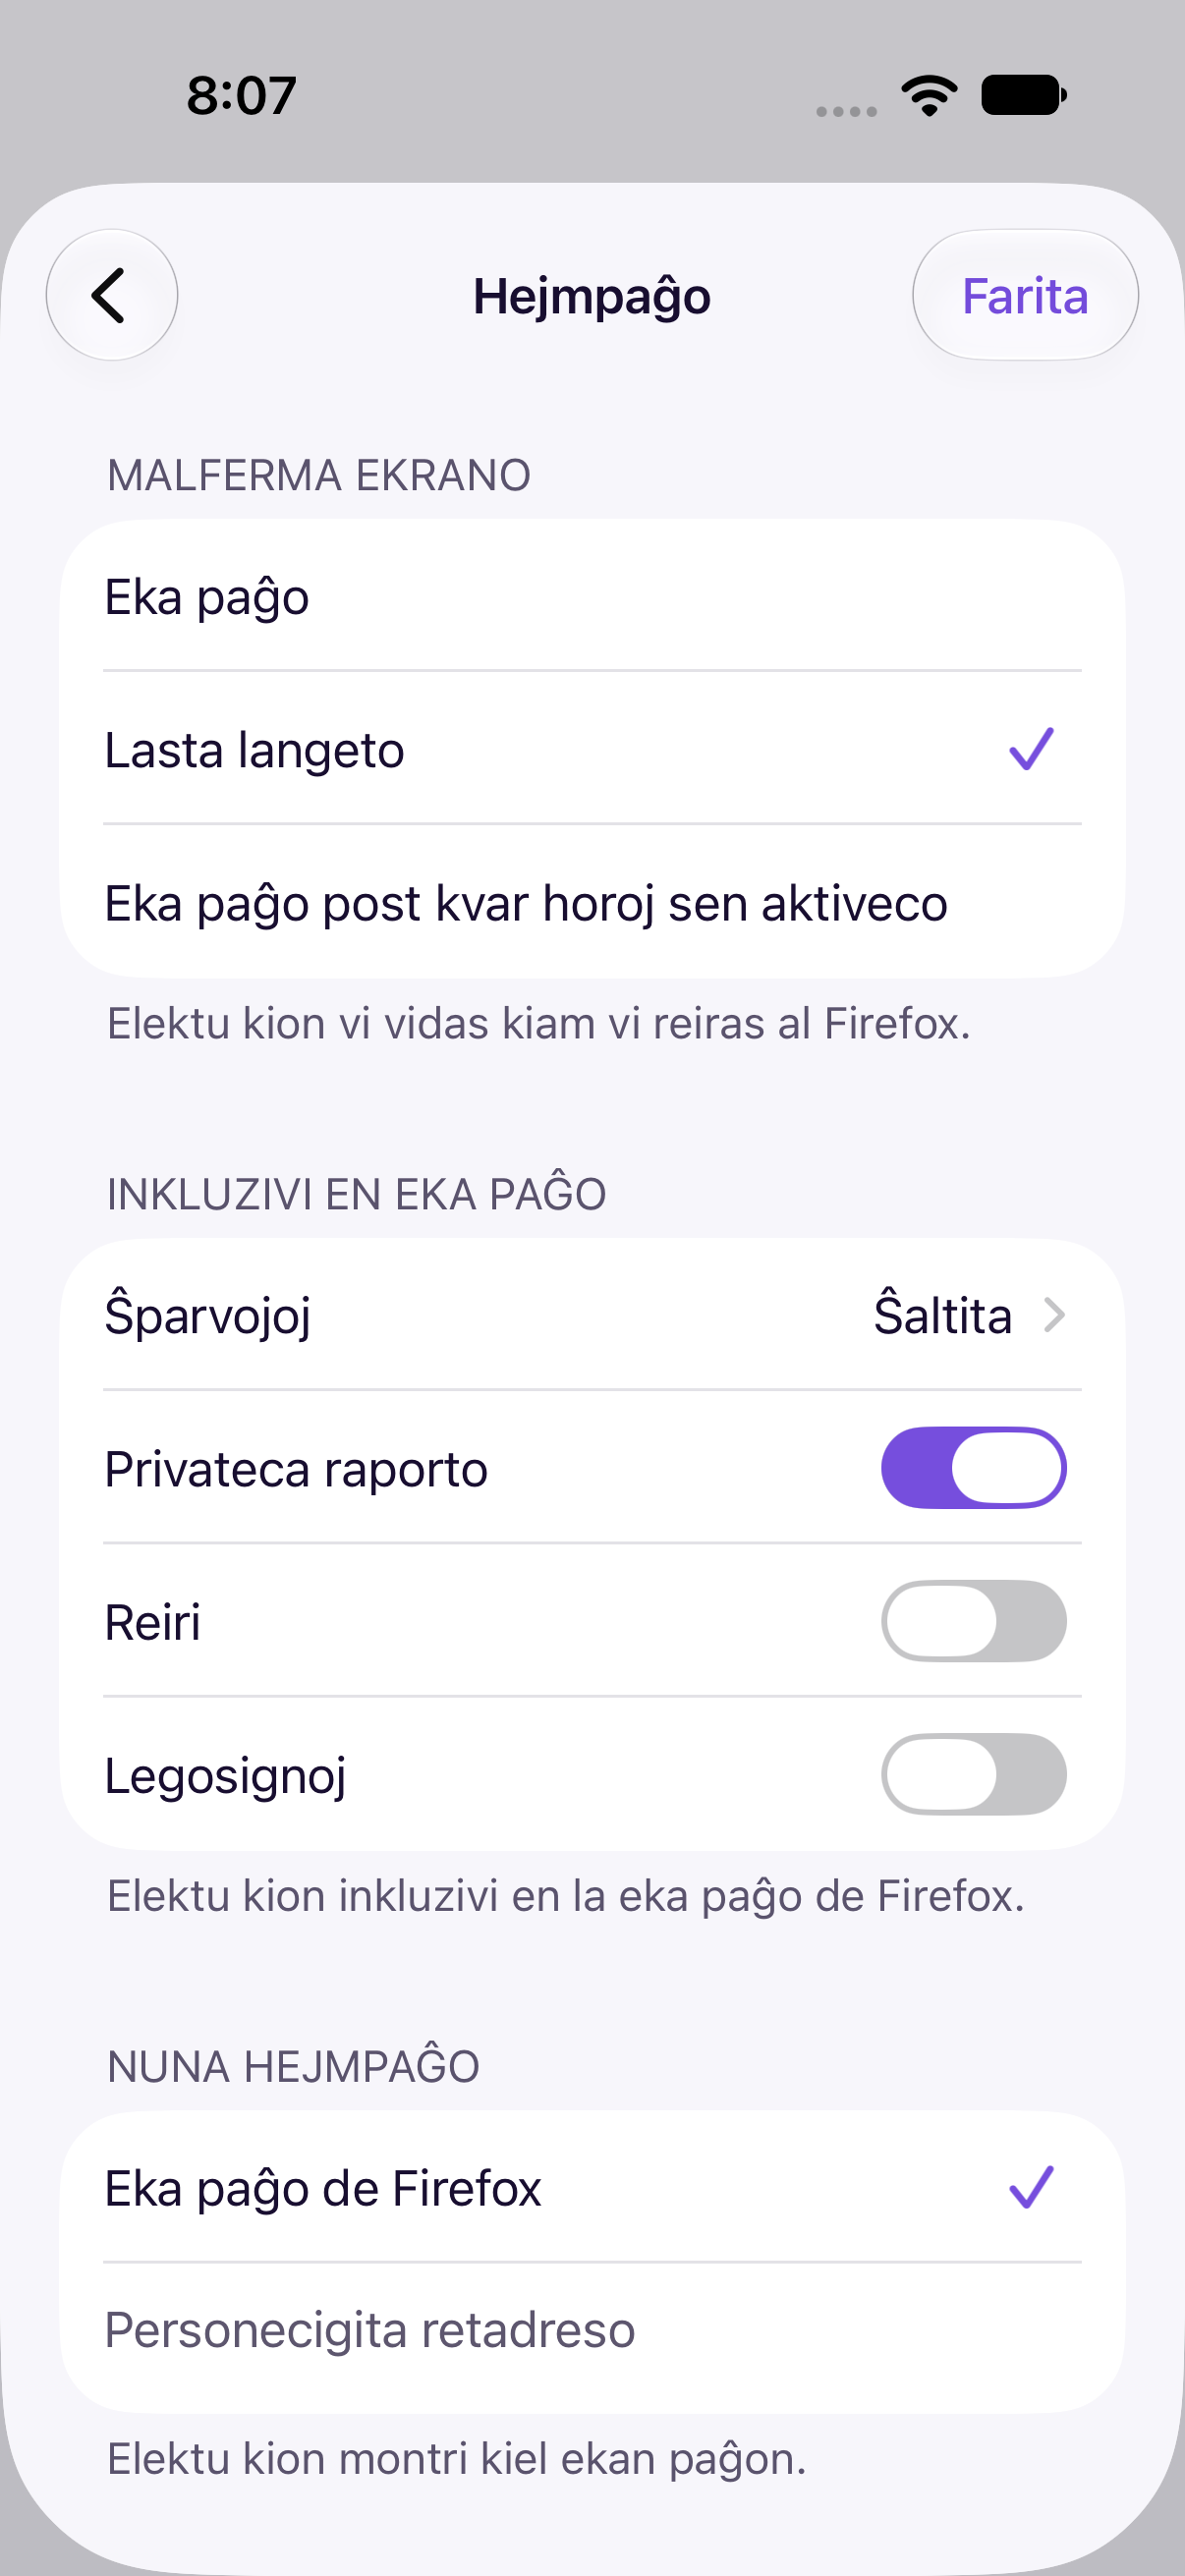 8:07
Hejmpaĝo
Farita
MALFERMA EKRANO
Eka paĝo
Lasta langeto
Eka paĝo post kvar horoj sen aktiveco
Elektu kion vi vidas kiam vi reiras al Firefox.
INKLUZIVI EN EKA PAĜO
Ŝparvojoj
Ŝaltita
Privateca raporto
Reiri
Legosignoj
Elektu kion inkluzivi en la eka paĝo de Firefox.
NUNA HEJMPAĜO
Eka paĝo de Firefox
Personecigita retadreso
Elektu kion montri kiel ekan paĝon.